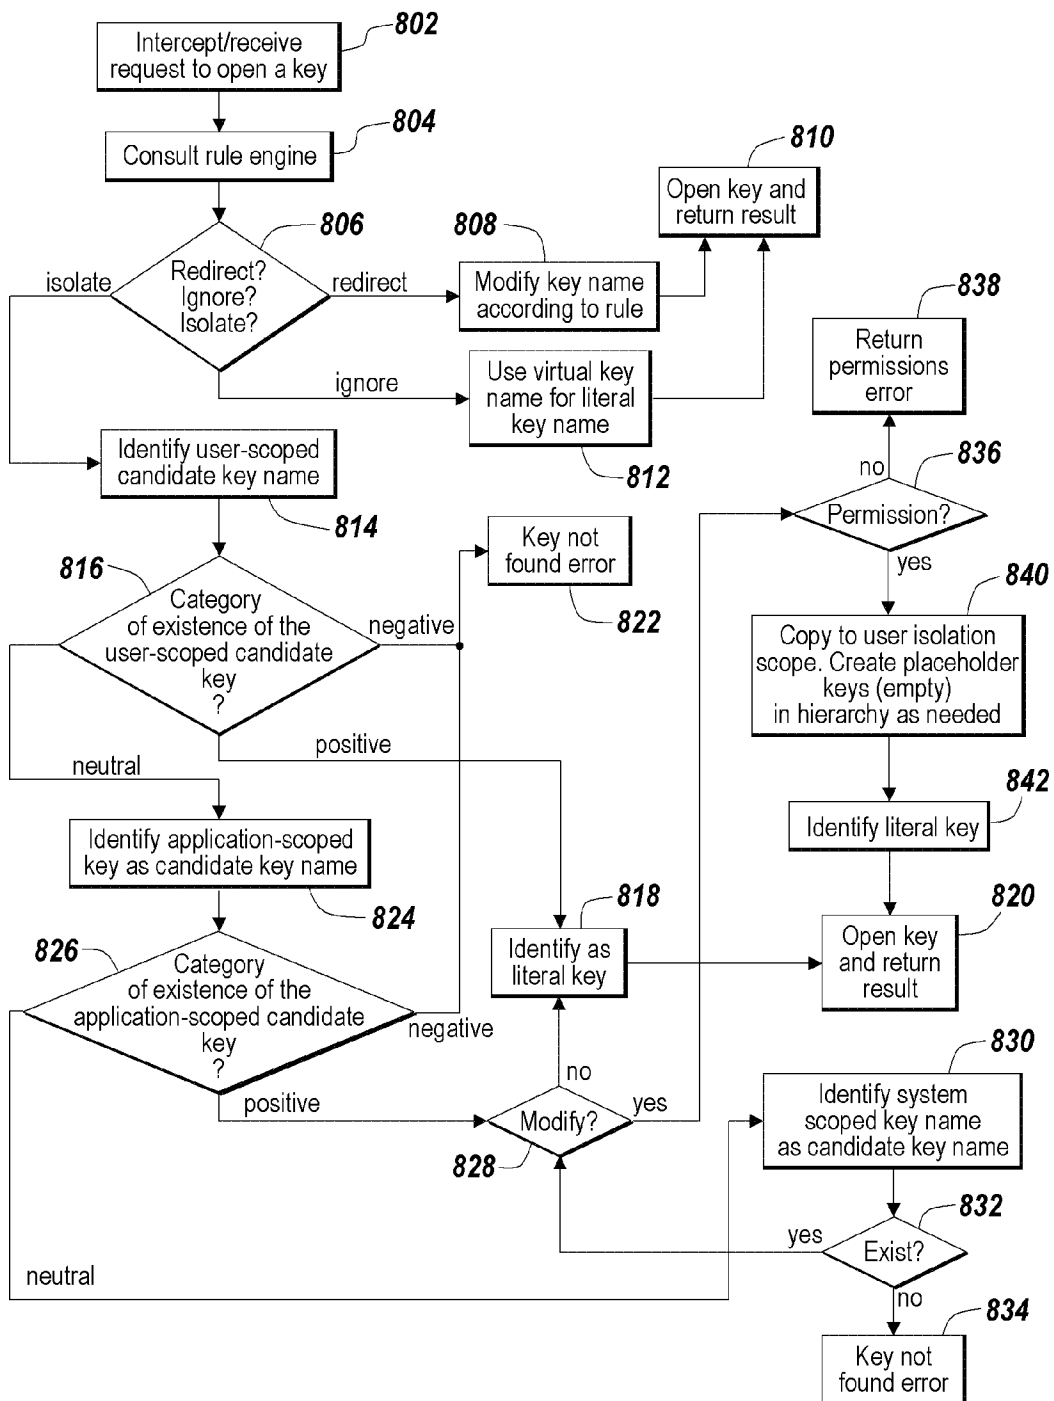 802
Intercept/receive
request to open a key
804
Consult rule engine
810
Open key and
return result
806
Redirect?
Ignore?
Isolate?
isolate
redirect
808
Modify key name
according to rule
ignore
Use virtual key
name for literal
key name
812
838
Return
permissions
error
Identify user-scoped
candidate key name
814
no
836
Permission?
yes
Key not
found error
822
816
Category
of existence of the
user-scoped candidate
key
?
negative
positive
neutral
840
Copy to user isolation
scope. Create placeholder
keys (empty)
in hierarchy as needed
842
Identify literal key
Identify application-scoped
key as candidate key name
824
818
Identify as
literal key
820
Open key
and return
result
826
Category
of existence of the
application-scoped candidate
key
?
negative
positive
neutral
no
Modify?
yes
828
830
Identify system
scoped key name
as candidate key name
832
yes
Exist?
no
834
Key not
found error